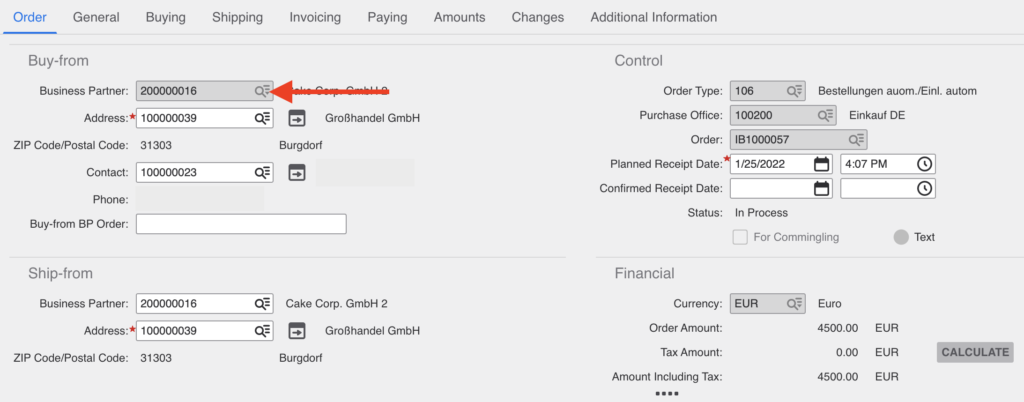 Order General Buying Shipping Invoicing Paying Amounts Changes Additional Information
Buy-from
Business Partner: 200000016 Cake Corp. GmbH 2
Address:* 100000039 Großhandel GmbH
ZIP Code/Postal Code: 31303 Burgdorf
Contact: 100000023
Phone:
Buy-from BP Order:
Ship-from
Business Partner: 200000016 Cake Corp. GmbH 2
Address:* 100000039 Großhandel GmbH
ZIP Code/Postal Code: 31303 Burgdorf
Control
Order Type: 106 Bestellungen auom./Einl. autom
Purchase Office: 100200 Einkauf DE
Order: IB1000057
Planned Receipt Date:* 1/25/2022 4:07 PM
Confirmed Receipt Date:
Status: In Process
For Commingling Text
Financial
Currency: EUR Euro
Order Amount: 4500.00 EUR
Tax Amount: 0.00 EUR CALCULATE
Amount Including Tax: 4500.00 EUR